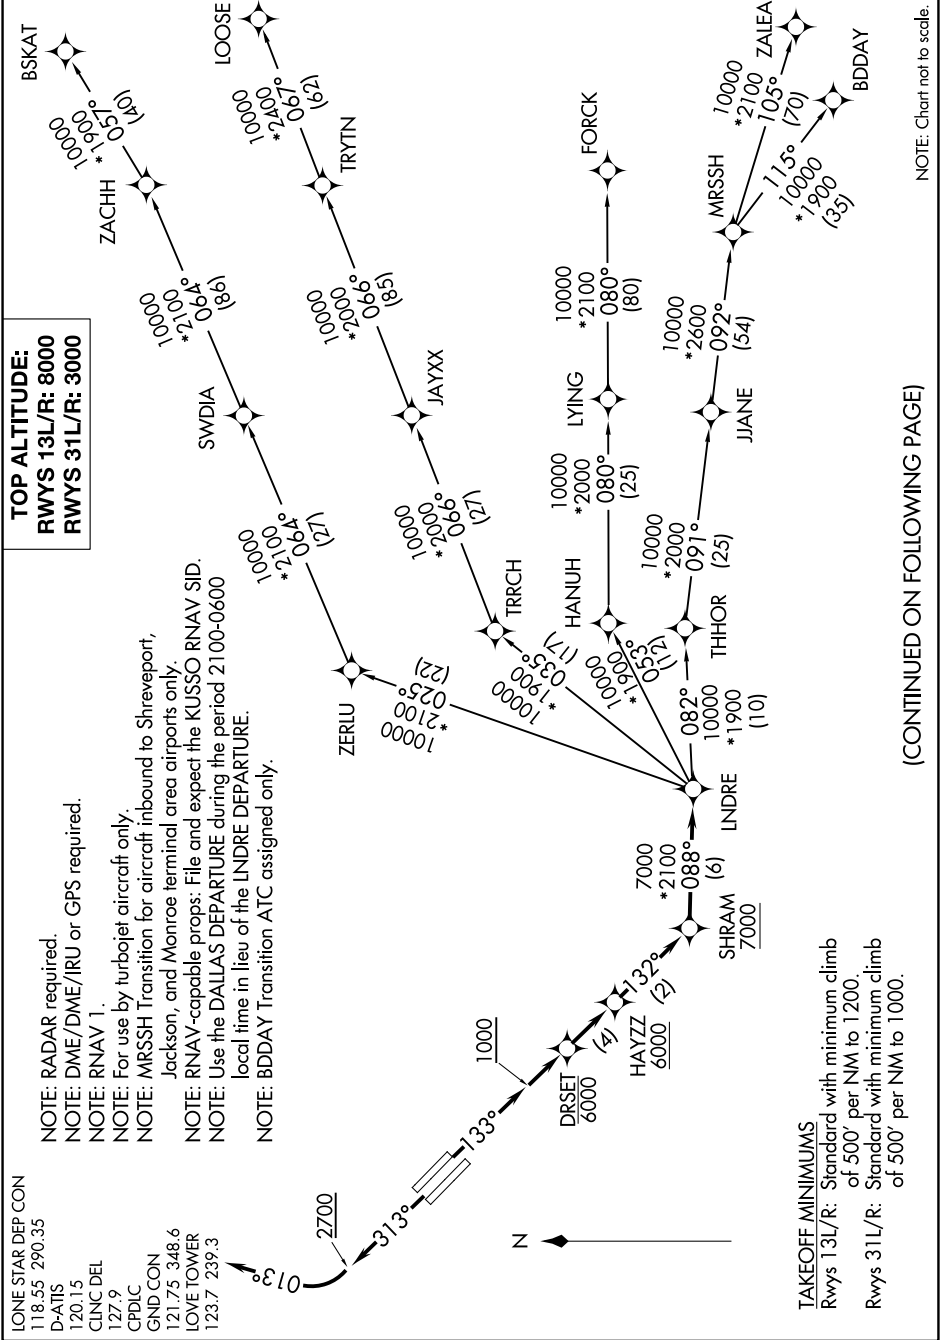 LONE STAR DEP CON
118.55 290.35
D-ATIS
120.15
CLNC DEL
127.9
CPDLC
GND CON
121.75 348.6
LOVE TOWER
123.7 239.3
NOTE: RADAR required.
NOTE: DME/DME/IRU or GPS required.
NOTE: RNAV 1.
NOTE: For use by turbojet aircraft only.
NOTE: MRSSH Transition for aircraft inbound to Shreveport,
Jackson, and Monroe terminal area airports only.
NOTE: RNAV-capable props: File and expect the KUSSO RNAV SID.
NOTE: Use the DALLAS DEPARTURE during the period 2100-0600
local time in lieu of the LNDRE DEPARTURE.
NOTE: BDDAY Transition ATC assigned only.
TOP ALTITUDE:
RWYS 13L/R: 8000
RWYS 31L/R: 3000
013°
2700
313°
133°
1000
DRSET
6000
(4)
HAYZZ
6000
132°
(2)
SHRAM
7000
7000
*2100
088°
(6)
LNDRE
10000
*2100
025°
(22)
ZERLU
10000
*2100
064°
(27)
SWDIA
10000
*2100
064°
(86)
ZACHH
10000
*1900
057°
(40)
BSKAT
10000
*1900
035°
(17)
TRRCH
10000
*2000
066°
(27)
JAYXX
10000
*2000
066°
(85)
TRYTN
10000
*2400
067°
(62)
LOOSE
10000
*1900
053°
(12)
HANUH
10000
*2000
080°
(25)
LYING
10000
*2100
080°
(80)
FORCK
082°
10000
*1900
(10)
THHOR
10000
*2000
091°
(25)
JJANE
10000
*2600
092°
(54)
MRSSH
10000
*2100
105°
(70)
ZALEA
115°
10000
*1900
(35)
BDDAY
N
TAKEOFF MINIMUMS
Rwys 13L/R: Standard with minimum climb
of 500' per NM to 1200.
Rwys 31L/R: Standard with minimum climb
of 500' per NM to 1000.
(CONTINUED ON FOLLOWING PAGE)
NOTE: Chart not to scale.